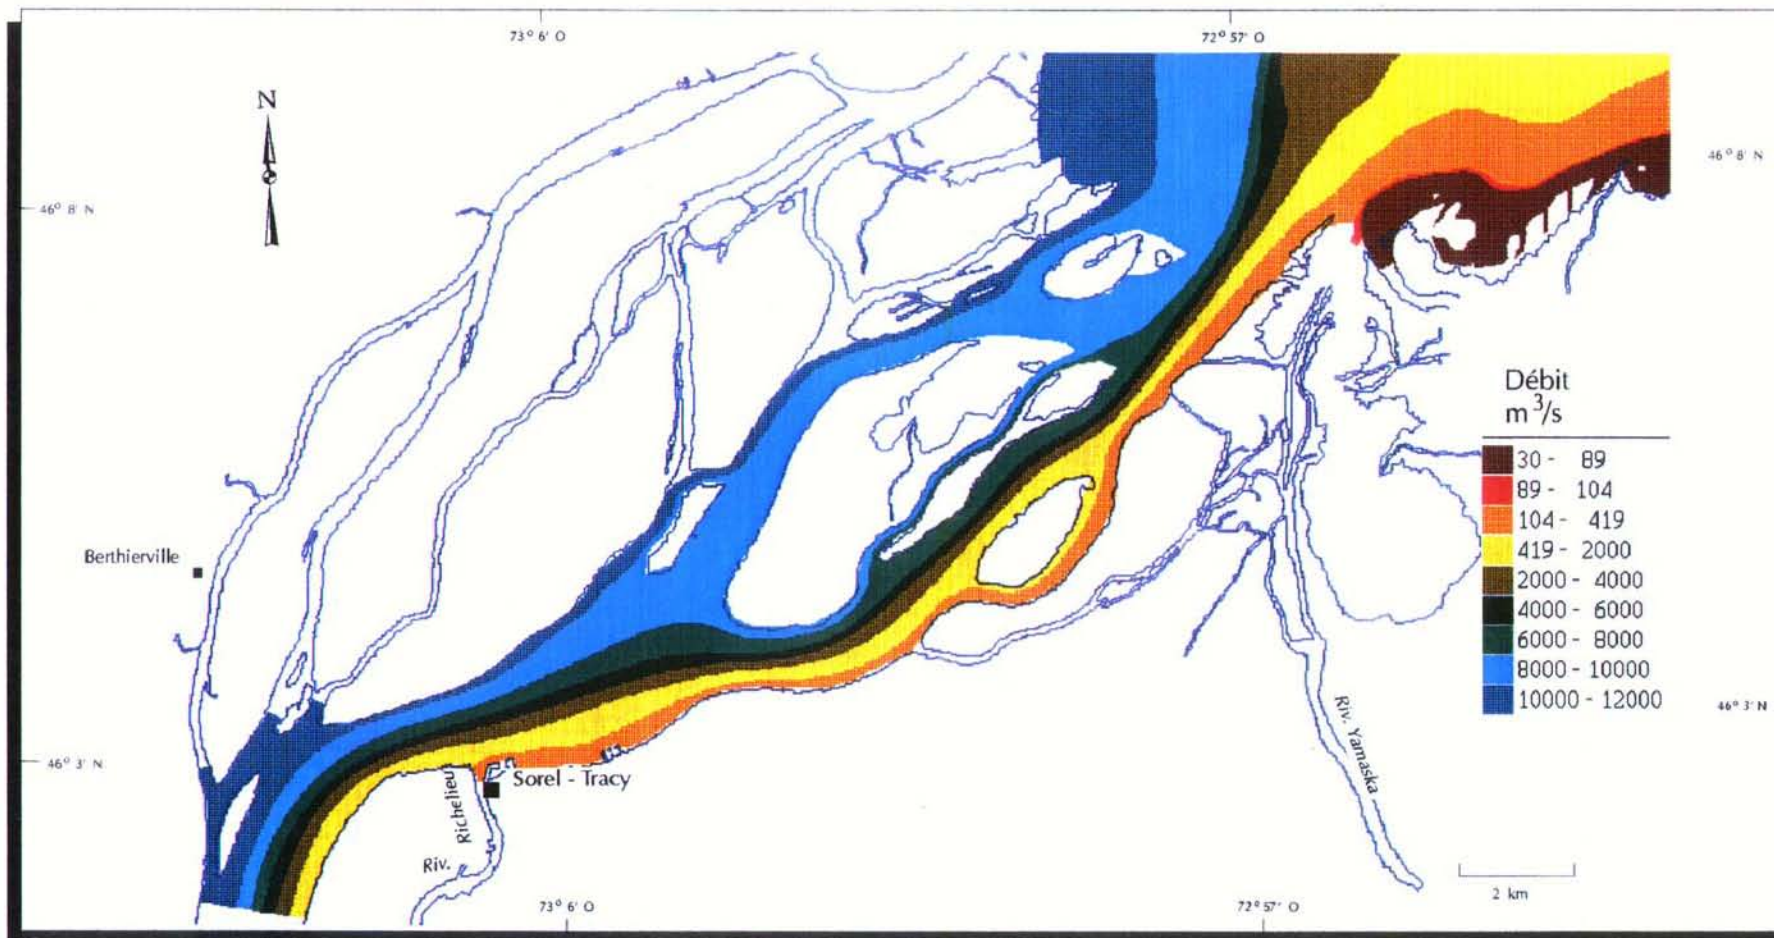 73° 6' O
72° 57' O
N
46° 8' N
46° 8' N
Débit
m³/s
30 - 89
89 - 104
104 - 419
419 - 2000
2000 - 4000
4000 - 6000
6000 - 8000
8000 - 10000
10000 - 12000
Berthierville
46° 3' N
46° 3' N
Sorel - Tracy
Riv. Richelieu
Riv. Yamaska
2 km
73° 6' O
72° 57' O